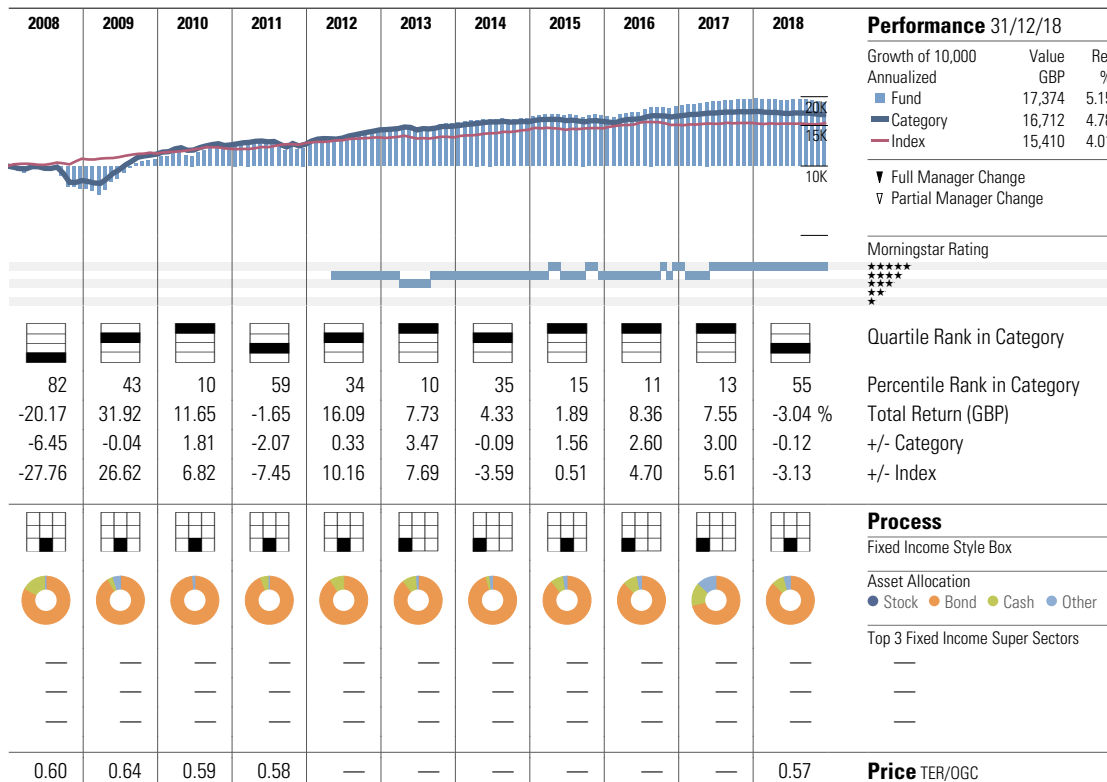 2008 2009 2010 2011 2012 2013 2014 2015 2016 2017 2018
Performance 31/12/18
Growth of 10,000 Value
Annualized GBP %
Fund 17,374
Category 16,712
Index 15,410
20K
15K
10K
▼ Full Manager Change
▽ Partial Manager Change
Morningstar Rating
★★★★★
★★★★
★★★
★★
★
Quartile Rank in Category
82 43 10 59 34 10 35 15 11 13 55 Percentile Rank in Category
-20.17 31.92 11.65 -1.65 16.09 7.73 4.33 1.89 8.36 7.55 -3.04 % Total Return (GBP)
-6.45 -0.04 1.81 -2.07 0.33 3.47 -0.09 1.56 2.60 3.00 -0.12 +/- Category
-27.76 26.62 6.82 -7.45 10.16 7.69 -3.59 0.51 4.70 5.61 -3.13 +/- Index
Process
Fixed Income Style Box
Asset Allocation
Stock Bond Cash Other
Top 3 Fixed Income Super Sectors
— — — — — — — — — — — —
— — — — — — — — — — — —
— — — — — — — — — — — —
0.60 0.64 0.59 0.58 — — — — — — 0.57 Price TER/OGC